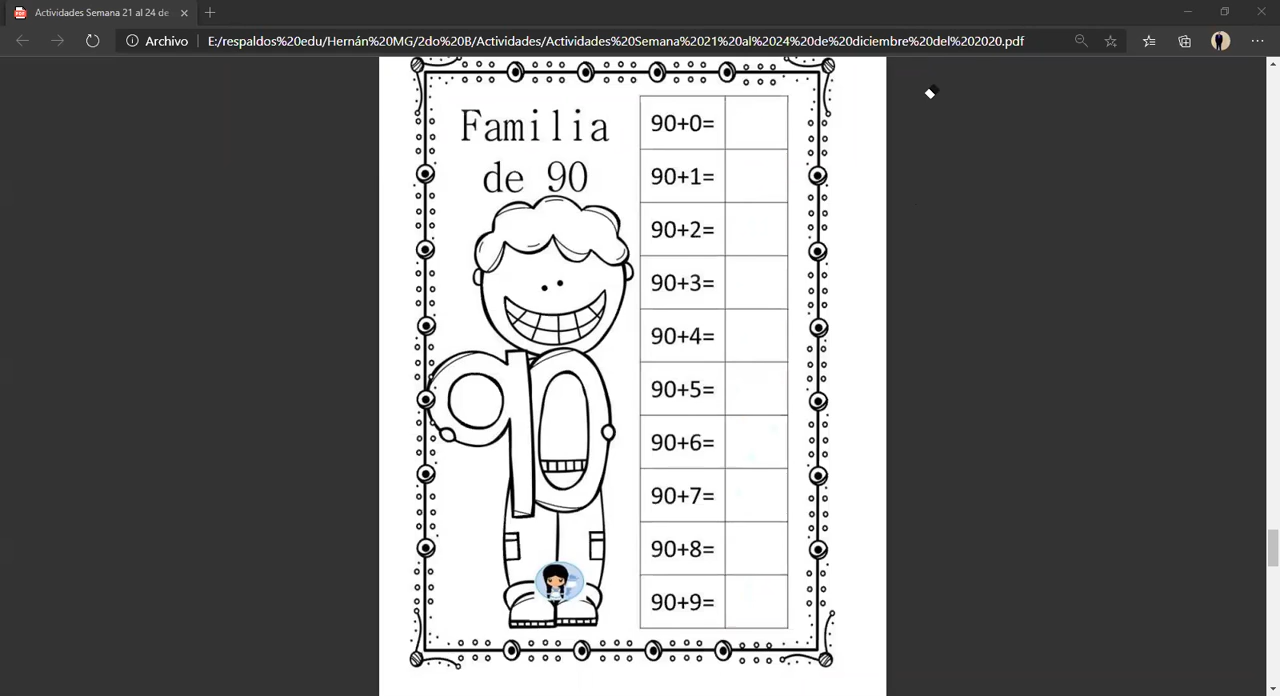 Actividades Semana 21 al 24 de
Archivo
E:/respaldos%20edu/Hernán%20MG/2do%20B/Actividades/Actividades%20Semana%2021%20al%2024%20de%20diciembre%20del%202020.pdf
Familia
de 90
90
90+0=
90+1=
90+2=
90+3=
90+4=
90+5=
90+6=
90+7=
90+8=
90+9=